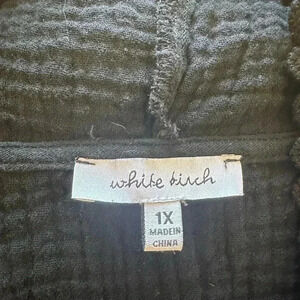 white birch
1X
MADE IN
CHINA